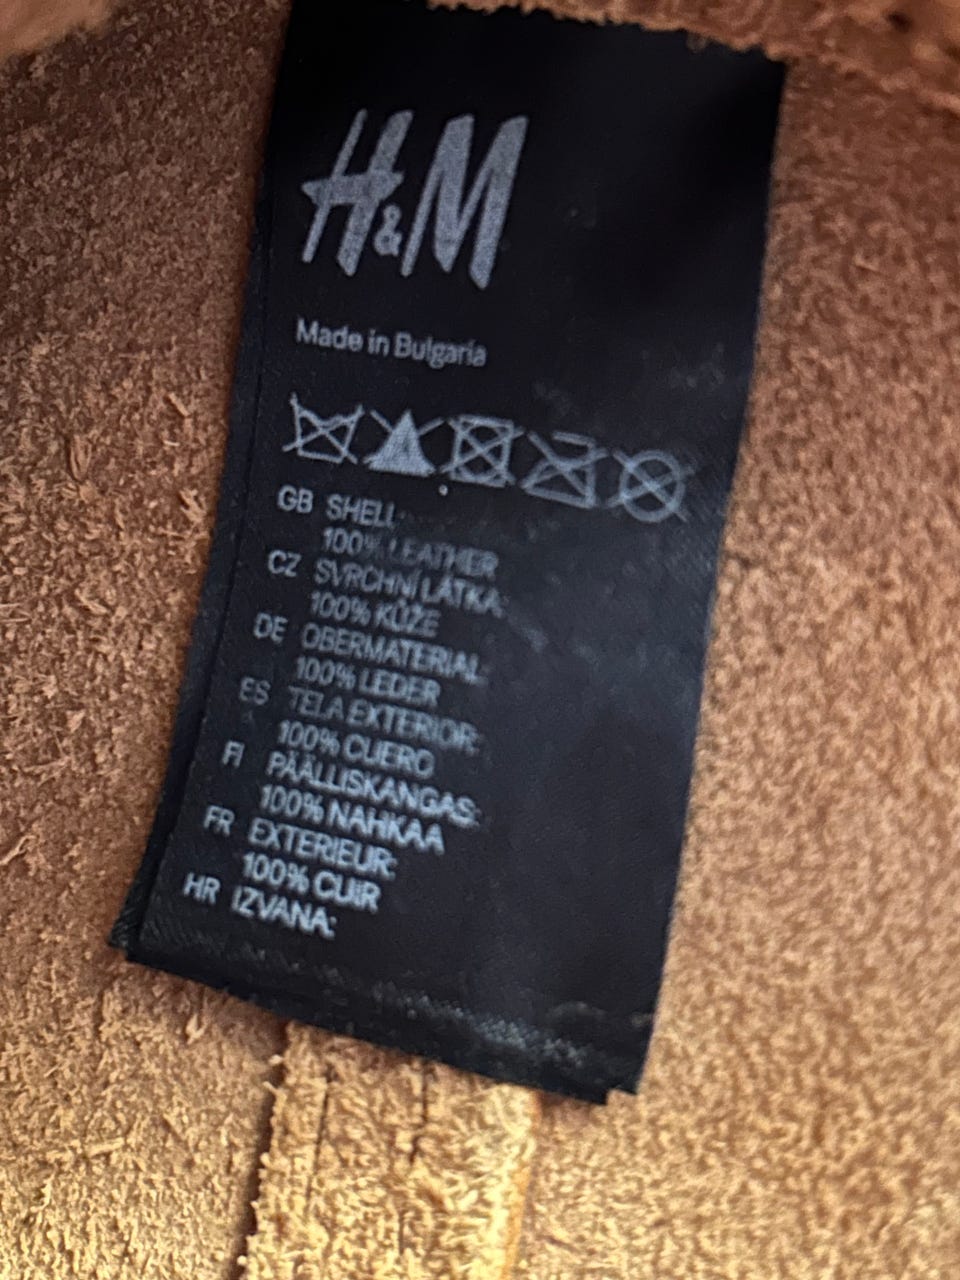 H&M
Made in Bulgaria
GB SHELL
100% LEATHER
CZ SVRCHNÍ LÁTKA:
100% KŮŽE
DE OBERMATERIAL:
100% LEDER
ES TELA EXTERIOR:
100% CUERO
FI PÄÄLLISKANGAS:
100% NAHKAA
FR EXTERIEUR:
100% CUIR
HR IZVANA: